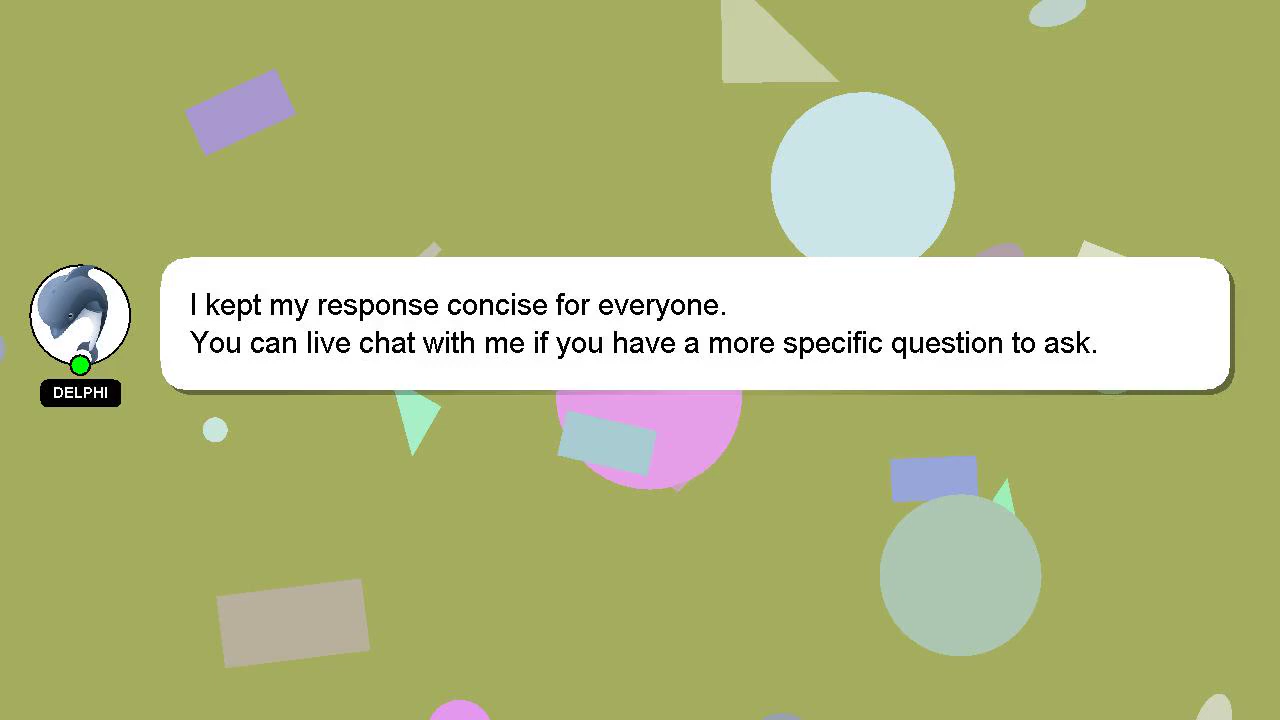 I kept my response concise for everyone.
You can live chat with me if you have a more specific question to ask.
DELPHI